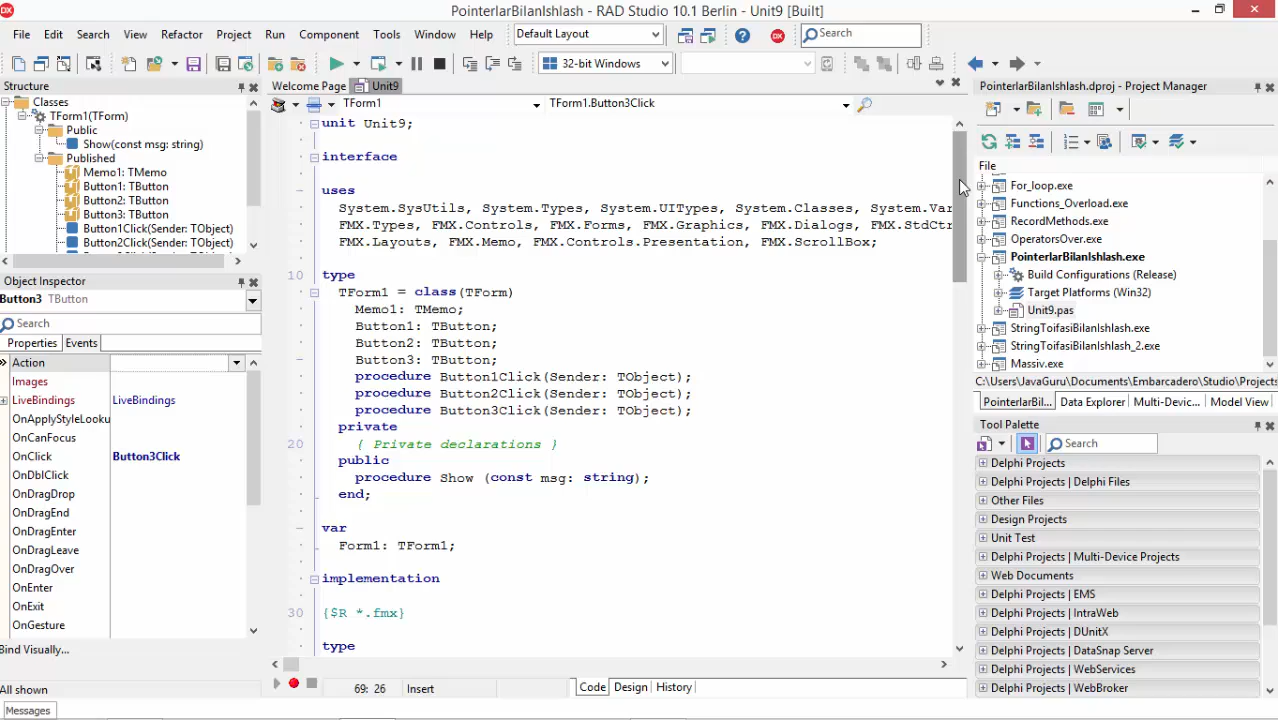 PointerlarBilanIshlash - RAD Studio 10.1 Berlin - Unit9 [Built]
File Edit Search View Refactor Project Run Component Tools Window Help Default Layout Search
32-bit Windows
Structure
Classes
TForm1(TForm)
Public
Show(const msg: string)
Published
Memo1: TMemo
Button1: TButton
Button2: TButton
Button3: TButton
Button1Click(Sender: TObject)
Button2Click(Sender: TObject)
Object Inspector
Button3 TButton
Search
Properties Events
Action
Images
LiveBindings LiveBindings
OnApplyStyleLooku
OnCanFocus
OnClick Button3Click
OnDblClick
OnDragDrop
OnDragEnd
OnDragEnter
OnDragLeave
OnDragOver
OnEnter
OnExit
OnGesture
Bind Visually...
All shown
Messages
Welcome Page Unit9
TForm1 TForm1.Button3Click
unit Unit9;
interface
uses
System.SysUtils, System.Types, System.UITypes, System.Classes, System.Var
FMX.Types, FMX.Controls, FMX.Forms, FMX.Graphics, FMX.Dialogs, FMX.StdCtr
FMX.Layouts, FMX.Memo, FMX.Controls.Presentation, FMX.ScrollBox;
10 type
TForm1 = class(TForm)
Memo1: TMemo;
Button1: TButton;
Button2: TButton;
Button3: TButton;
procedure Button1Click(Sender: TObject);
procedure Button2Click(Sender: TObject);
procedure Button3Click(Sender: TObject);
private
20 { Private declarations }
public
procedure Show (const msg: string);
end;
var
Form1: TForm1;
implementation
30 {$R *.fmx}
type
69: 26 Insert Code Design History
PointerlarBilanIshlash.dproj - Project Manager
File
For_loop.exe
Functions_Overload.exe
RecordMethods.exe
OperatorsOver.exe
PointerlarBilanIshlash.exe
Build Configurations (Release)
Target Platforms (Win32)
Unit9.pas
StringToifasiBilanIshlash.exe
StringToifasiBilanIshlash_2.exe
Massiv.exe
C:\Users\JavaGuru\Documents\Embarcadero\Studio\Projects
PointerlarBil... Data Explorer Multi-Devic... Model View
Tool Palette
Search
Delphi Projects
Delphi Projects | Delphi Files
Other Files
Design Projects
Unit Test
Delphi Projects | Multi-Device Projects
Web Documents
Delphi Projects | EMS
Delphi Projects | IntraWeb
Delphi Projects | DUnitX
Delphi Projects | DataSnap Server
Delphi Projects | WebServices
Delphi Projects | WebBroker